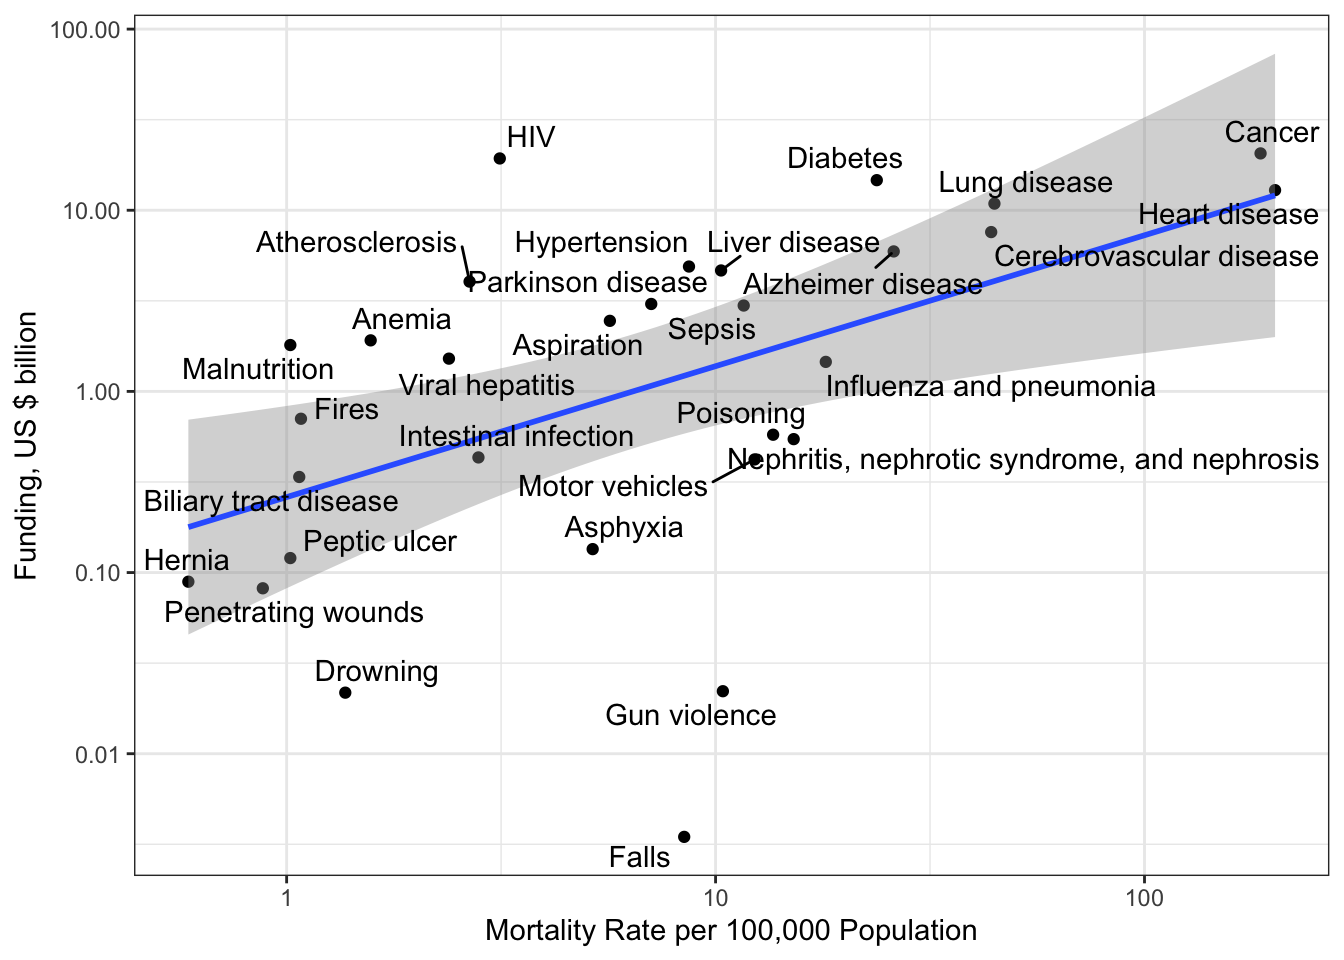 100.00
10.00
1.00
0.10
0.01
Funding, US $ billion
HIV
Cancer
Diabetes
Lung disease
Heart disease
Atherosclerosis
Hypertension
Liver disease
Cerebrovascular disease
Parkinson disease
Alzheimer disease
Anemia
Sepsis
Aspiration
Malnutrition
Viral hepatitis
Influenza and pneumonia
Fires
Poisoning
Intestinal infection
Nephritis, nephrotic syndrome, and nephrosis
Motor vehicles
Biliary tract disease
Asphyxia
Peptic ulcer
Hernia
Penetrating wounds
Drowning
Gun violence
Falls
1
10
100
Mortality Rate per 100,000 Population